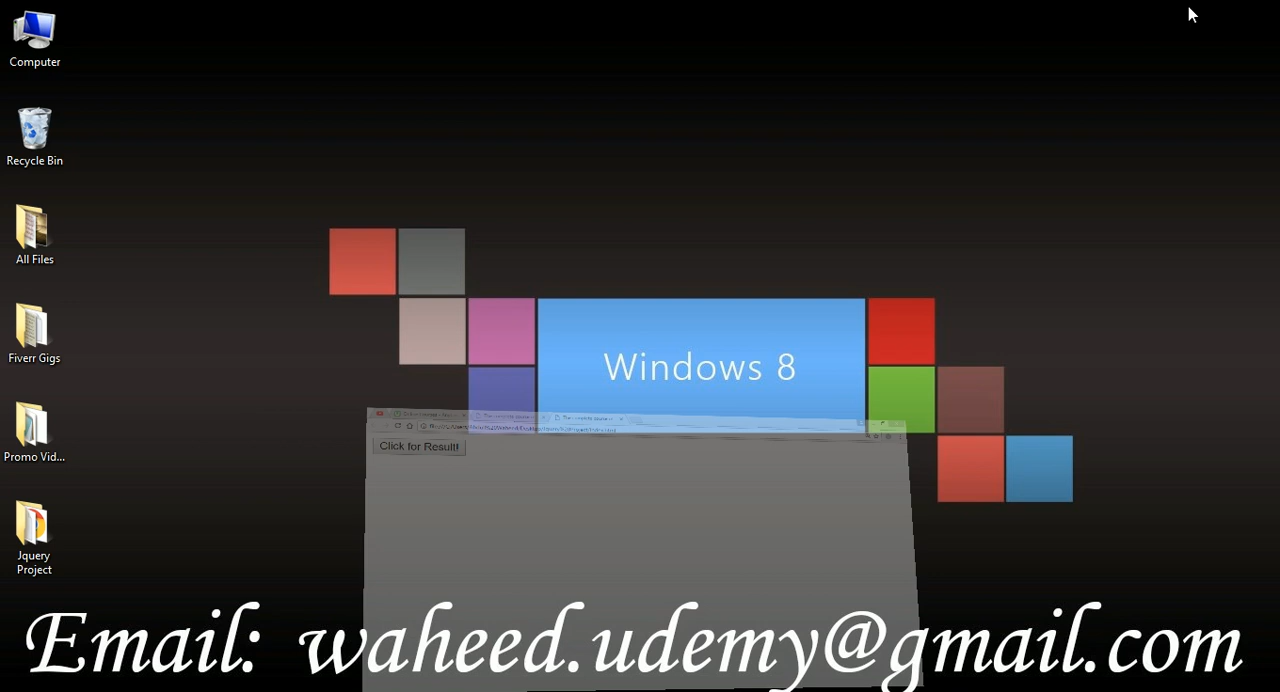 Computer
Recycle Bin
All Files
Fiverr Gigs
Promo Vid...
Jquery
Project
Windows 8
Click for Result!
Email: waheed.udemy@gmail.com